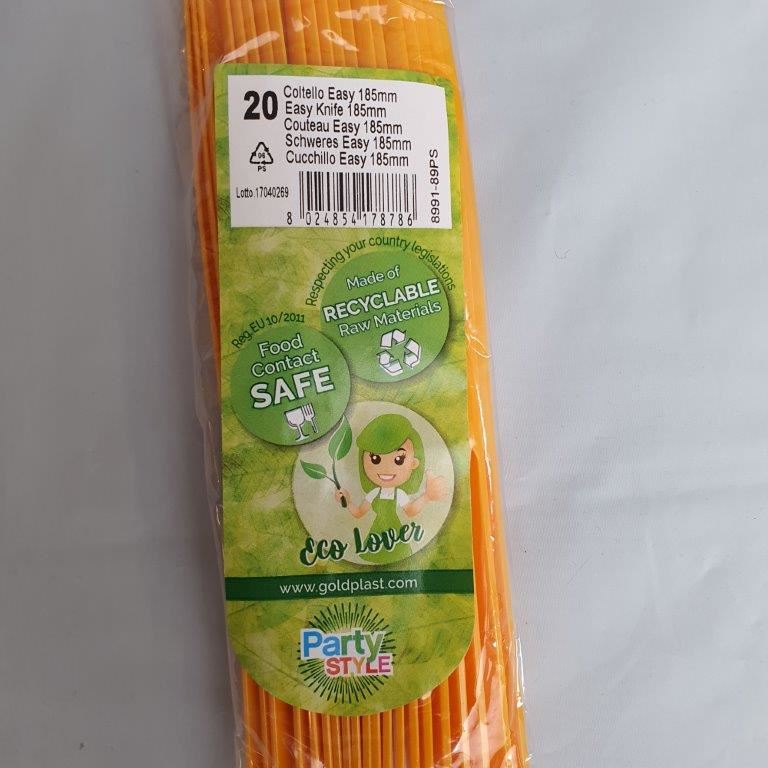 20
Coltello Easy 185mm
Easy Knife 185mm
Couteau Easy 185mm
Schweres Easy 185mm
Cucchillo Easy 185mm
06
PS
Lotto 17040269
8 024854 178786
8991-89PS
Respecting your country legislations
Made of
RECYCLABLE
Raw Materials
Reg.EU 10/2011
Food
Contact
SAFE
Eco Lover
www.goldplast.com
Party
STYLE